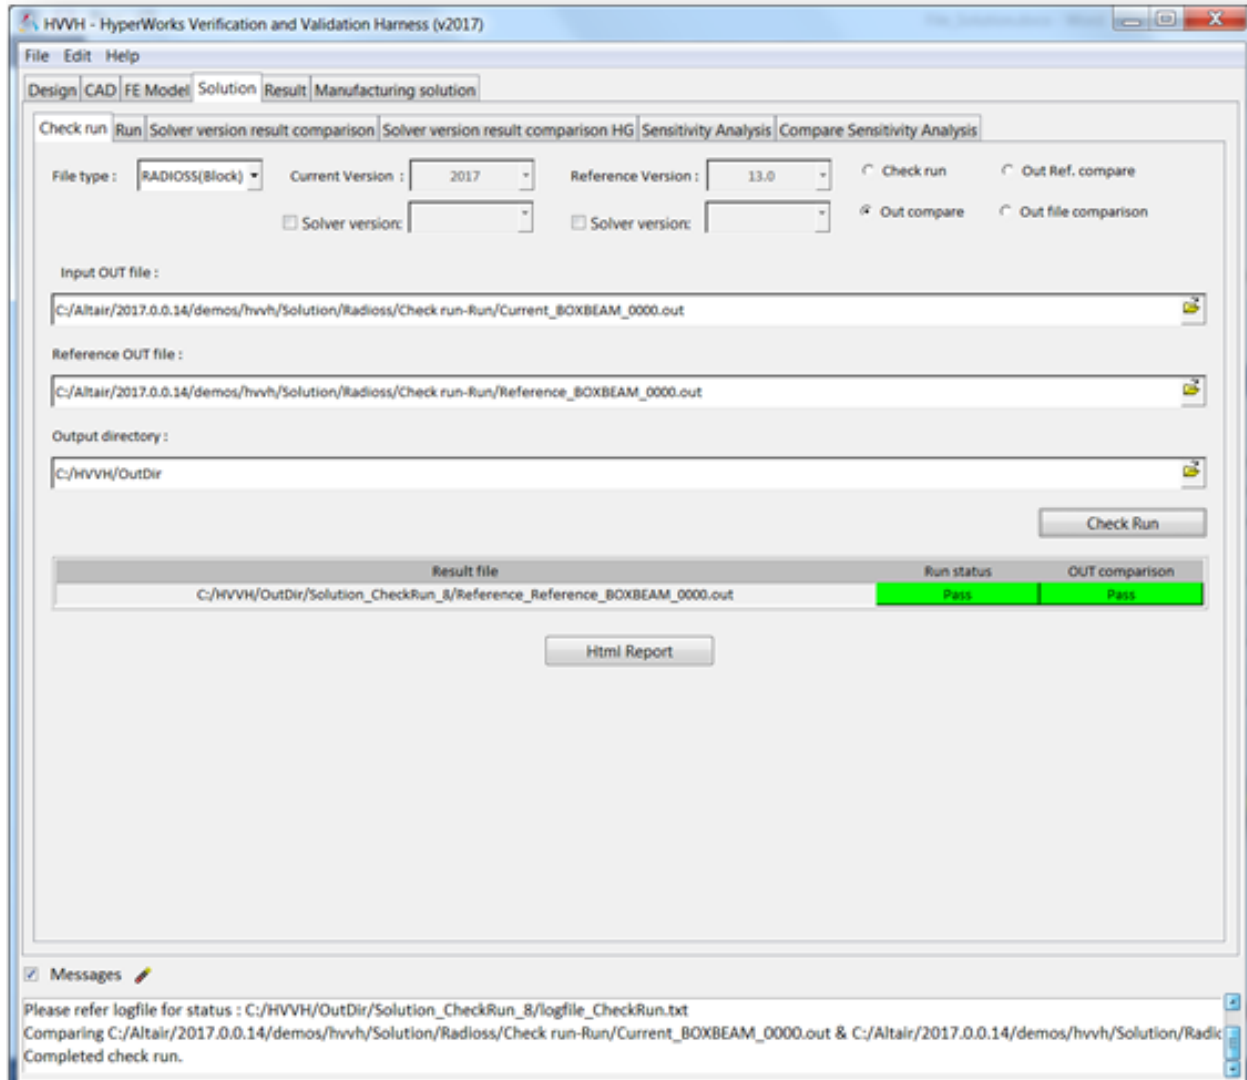 HVVH - HyperWorks Verification and Validation Harness (v2017)
File Edit Help
Design CAD FE Model Solution Result Manufacturing solution
Check run Run Solver version result comparison Solver version result comparison HG Sensitivity Analysis Compare Sensitivity Analysis
File type : RADIOSS(Block) Current Version : 2017 Reference Version : 13.0 Check run Out Ref. compare
Solver version: Solver version: Out compare Out file comparison
Input OUT file :
C:/Altair/2017.0.0.14/demos/hvvh/Solution/Radioss/Check run-Run/Current_BOXBEAM_0000.out
Reference OUT file :
C:/Altair/2017.0.0.14/demos/hvvh/Solution/Radioss/Check run-Run/Reference_BOXBEAM_0000.out
Output directory :
C:/HVVH/OutDir
Check Run
Result file Run status OUT comparison
C:/HVVH/OutDir/Solution_CheckRun_8/Reference_Reference_BOXBEAM_0000.out Pass Pass
Html Report
Messages
Please refer logfile for status : C:/HVVH/OutDir/Solution_CheckRun_8/logfile_CheckRun.txt
Comparing C:/Altair/2017.0.0.14/demos/hvvh/Solution/Radioss/Check run-Run/Current_BOXBEAM_0000.out & C:/Altair/2017.0.0.14/demos/hvvh/Solution/Radic
Completed check run.